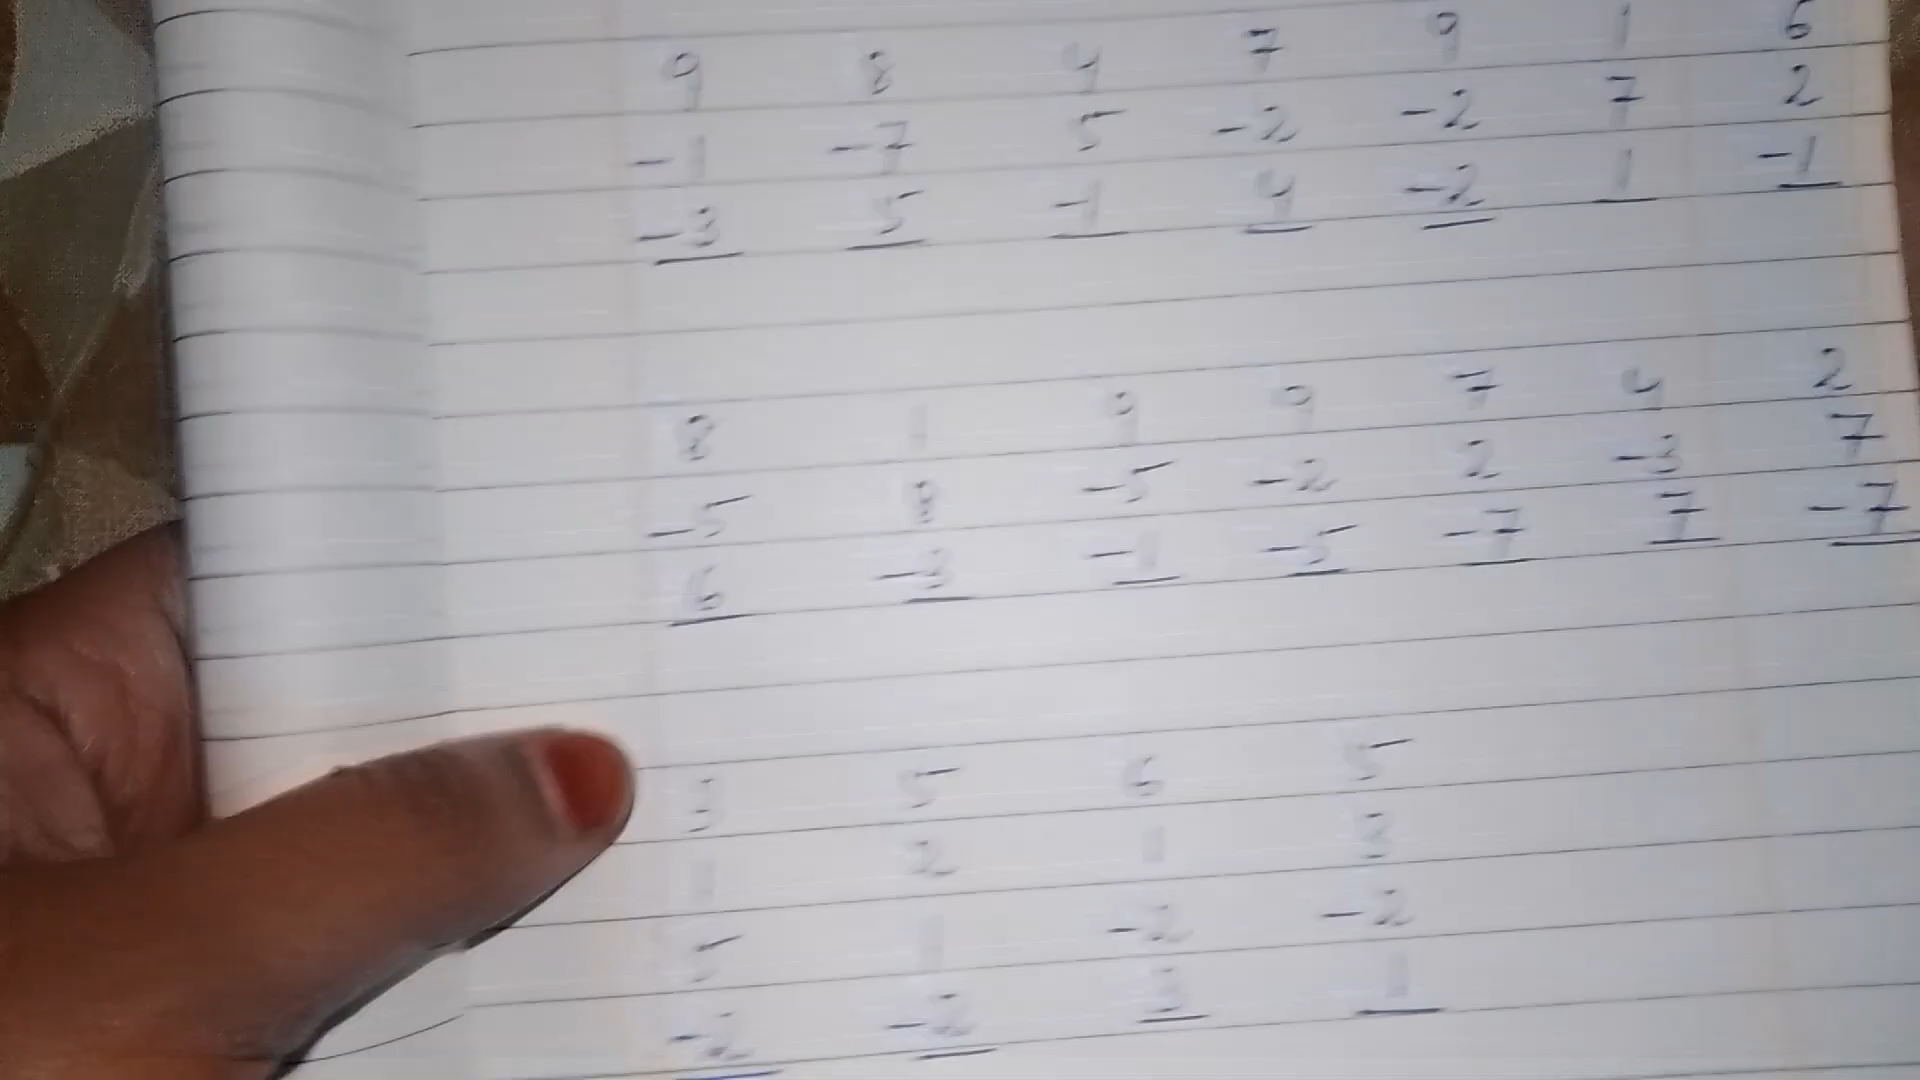 9 8 4 7 9 1 6
-1 -7 5 -2 -2 7 2
-3 5 -1 4 -2 1 -1
8 1 9 9 7 4 2
-5 8 -5 -2 2 -3 7
6 -3 -1 -5 -7 7 -7
3 5 6 5
1 2 1 3
5 1 -2 -2
-2 -2 3 1